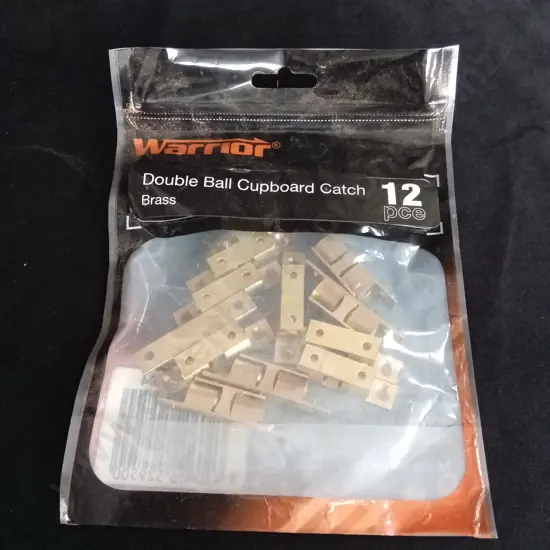 Warrior®
Double Ball Cupboard Catch
Brass
12
pce